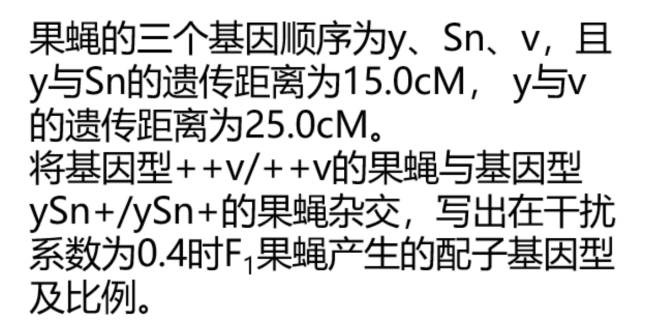 果蝇的三个基因顺序为y、Sn、v，且
y与Sn的遗传距离为15.0cM， y与v
的遗传距离为25.0cM。
将基因型++v/++v的果蝇与基因型
ySn+/ySn+的果蝇杂交，写出在干扰
系数为0.4时F₁果蝇产生的配子基因型
及比例。